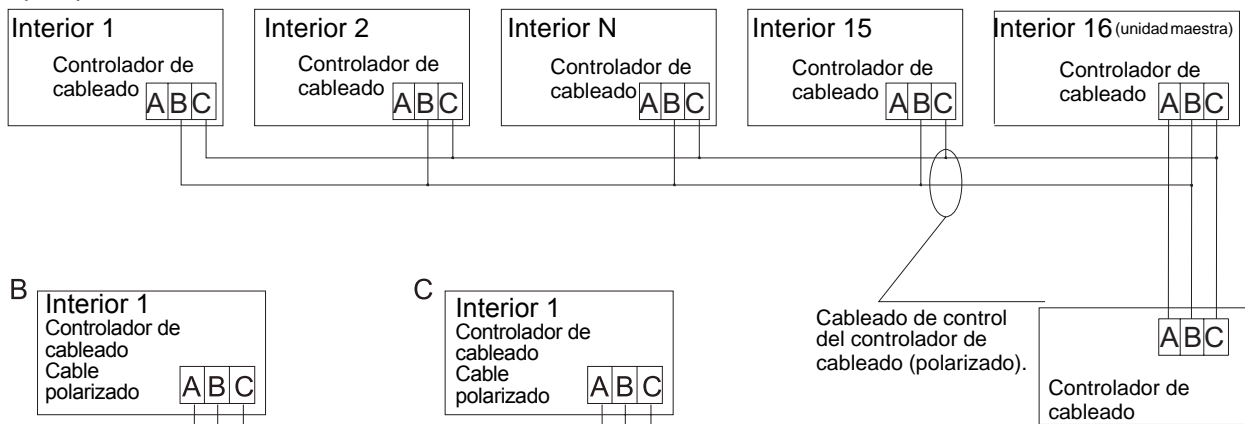 Interior 1
Controlador de
cableado
A B C
Interior 2
Controlador de
cableado
A B C
Interior N
Controlador de
cableado
A B C
Interior 15
Controlador de
cableado
A B C
Interior 16 (unidad maestra)
Controlador de
cableado
A B C
B
Interior 1
Controlador de
cableado
Cable
polarizado
A B C
C
Interior 1
Controlador de
cableado
Cable
polarizado
A B C
Cableado de control
del controlador de
cableado (polarizado).
A B C
Controlador de
cableado